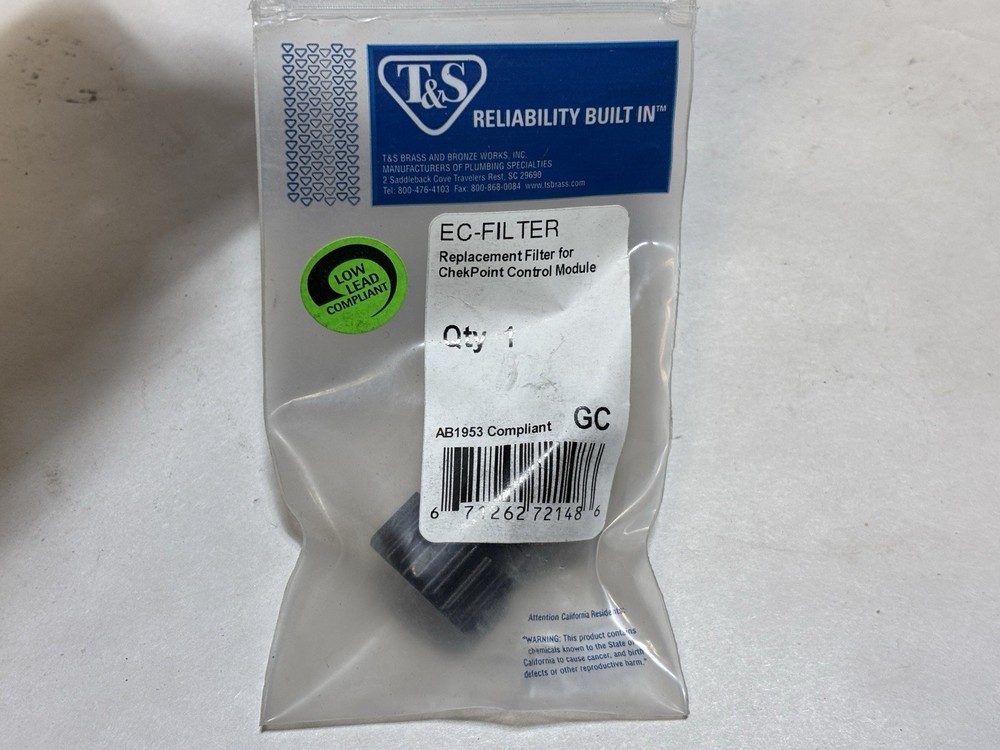 T&S
RELIABILITY BUILT IN™
T&S BRASS AND BRONZE WORKS, INC.
MANUFACTURERS OF PLUMBING SPECIALTIES
2 Saddleback Cove Travelers Rest, SC 29690
Tel: 800-476-4103 Fax: 800-868-0084 www.tsbrass.com
EC-FILTER
Replacement Filter for
ChekPoint Control Module
LOW
LEAD
COMPLIANT
Qty 1
GC
AB1953 Compliant
6 71262 72148 6
Attention California Residents:
"WARNING: This product contains
chemicals known to the State of
California to cause cancer, and birth
defects or other reproductive harm."